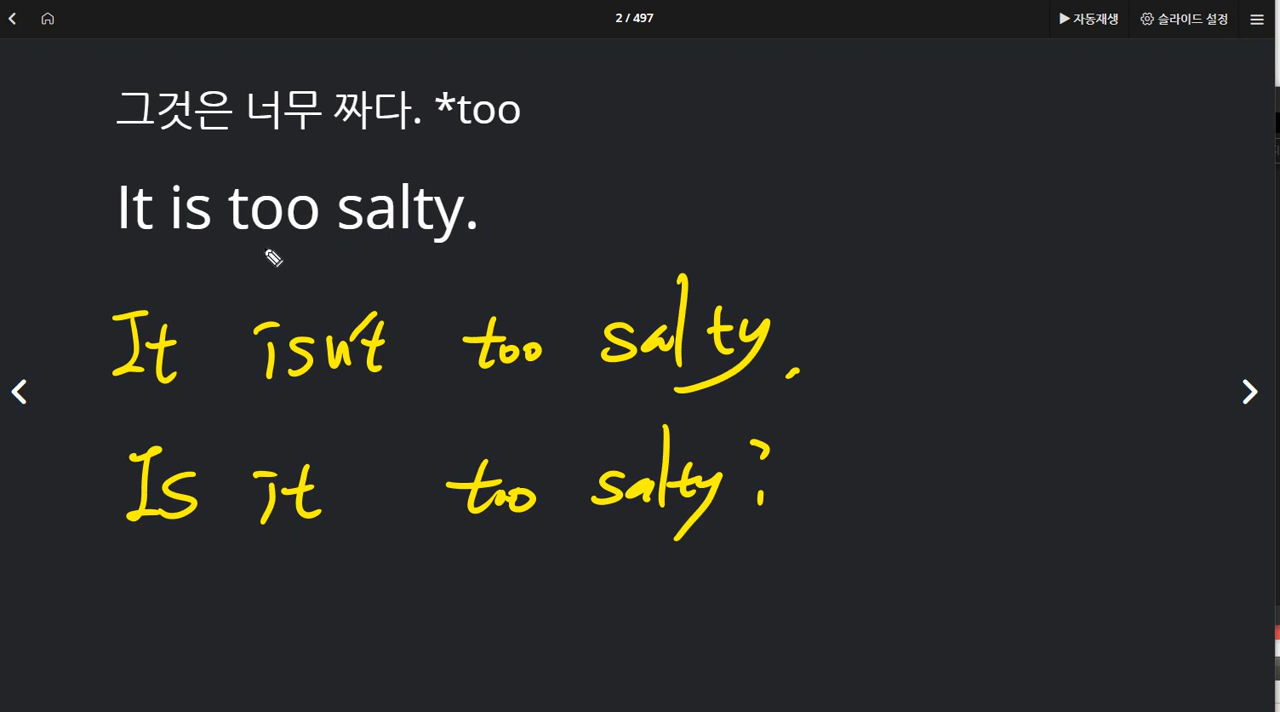 2 / 497
▶ 자동재생
슬라이드 설정
그것은 너무 짜다. *too
It is too salty.
It isn't too salty.
Is it too salty?